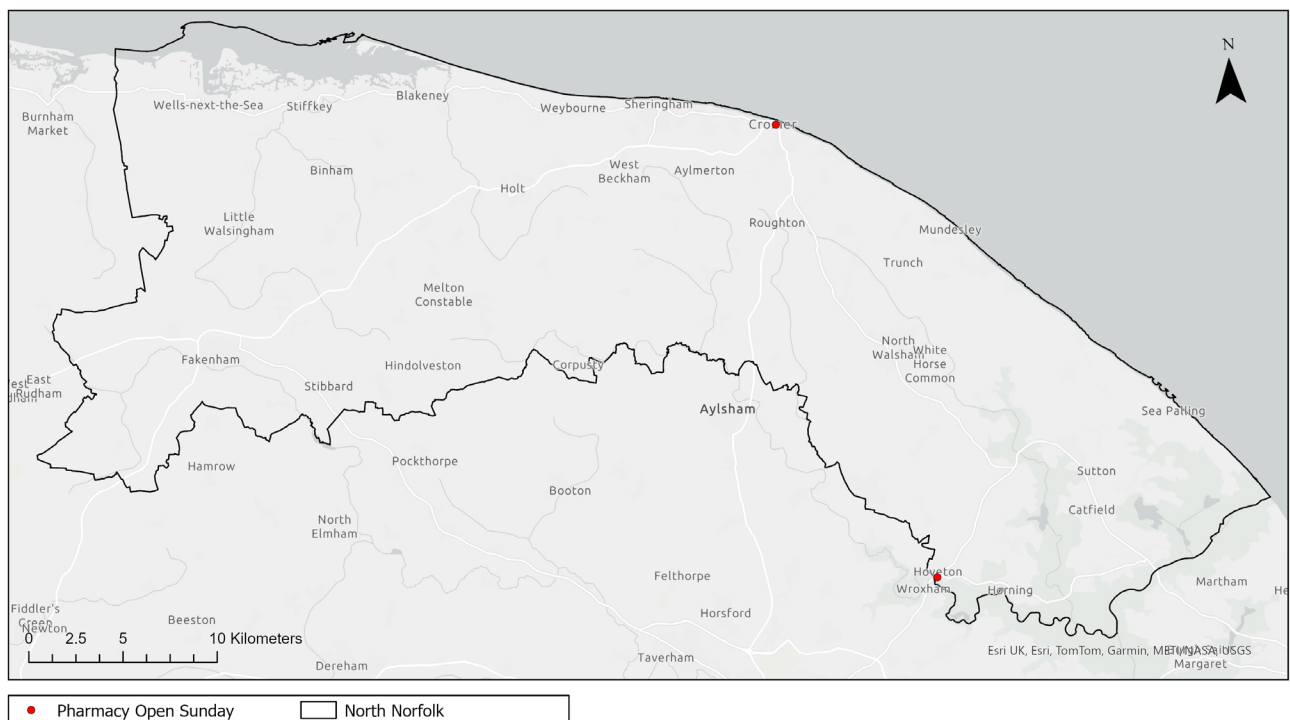 N
Wells-next-the-Sea
Stiffkey
Blakeney
Weybourne
Sheringham
Burnham
Market
Cromer
Binham
West
Beckham
Aylmerton
Holt
Little
Walsingham
Roughton
Mundesley
Trunch
Melton
Constable
North
Walsham
White
Horse
Common
Fakenham
Hindolveston
Corpusty
East
Rudham
Stibbard
Aylsham
Sea Palling
Hamrow
Pockthorpe
Sutton
Booton
Catfield
North
Elmham
Felthorpe
Hoveton
Wroxham
Horning
Martham
He
Fiddler's
Green
Newton
Beeston
Horsford
0 2.5 5 10 Kilometers
Dereham
Taverham
Esri UK, Esri, TomTom, Garmin, METI/NASA, USGS
Margaret
Pharmacy Open Sunday
North Norfolk